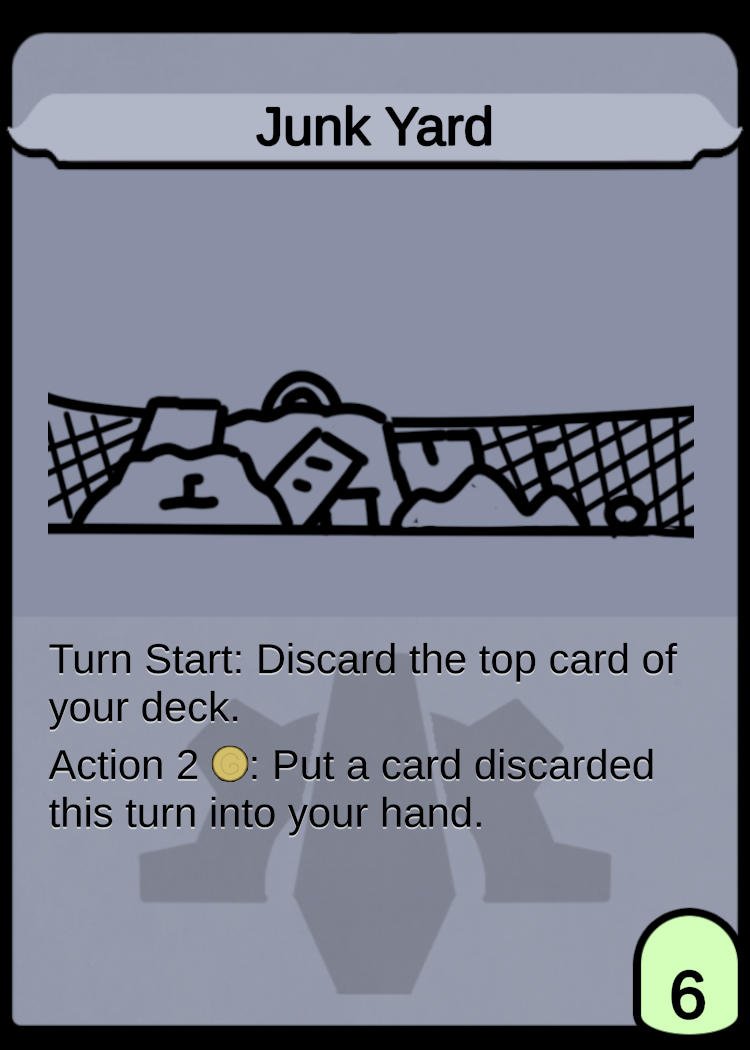 Junk Yard
Turn Start: Discard the top card of
your deck.
Action 2 G: Put a card discarded
this turn into your hand.
6